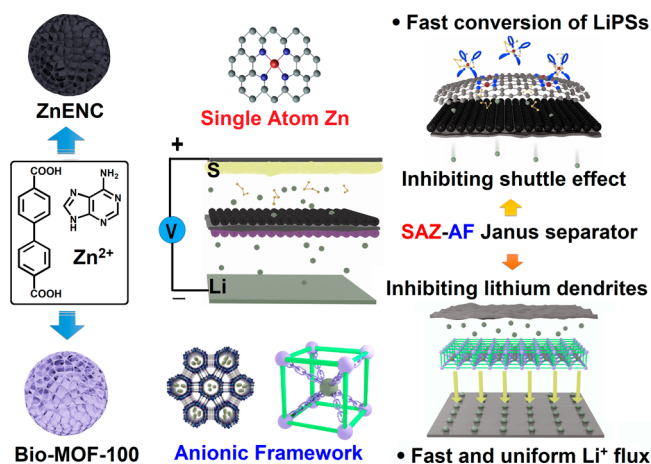 • Fast conversion of LiPSs
ZnENC
Single Atom Zn
Inhibiting shuttle effect
COOH
NH₂
N
N
N
H
N
Zn²⁺
COOH
+
S
V
Li
−
SAZ-AF Janus separator
Inhibiting lithium dendrites
Bio-MOF-100
Anionic Framework
• Fast and uniform Li⁺ flux